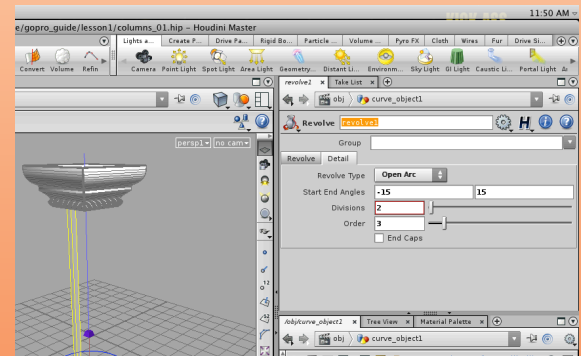 11:50 AM
e/gopro_guide/lesson1/columns_01.hip - Houdini Master
Lights a... Create P... Drive Pa... Rigid Bo... Particle ... Volume ... Pyro FX Cloth Wires Fur Drive Si...
Convert Volume Refin Camera Point Light Spot Light Area Light Geometry... Distant Li... Environm... Sky Light GI Light Caustic Li... Portal Light
revolve1 Take List
obj curve_object1
Revolve revolve1
Group
Revolve Detail
persp1 no cam
Revolve Type Open Arc
Start End Angles -15 15
Divisions 2
Order 3
End Caps
/obj/curve_object1 Tree View Material Palette
obj curve_object1